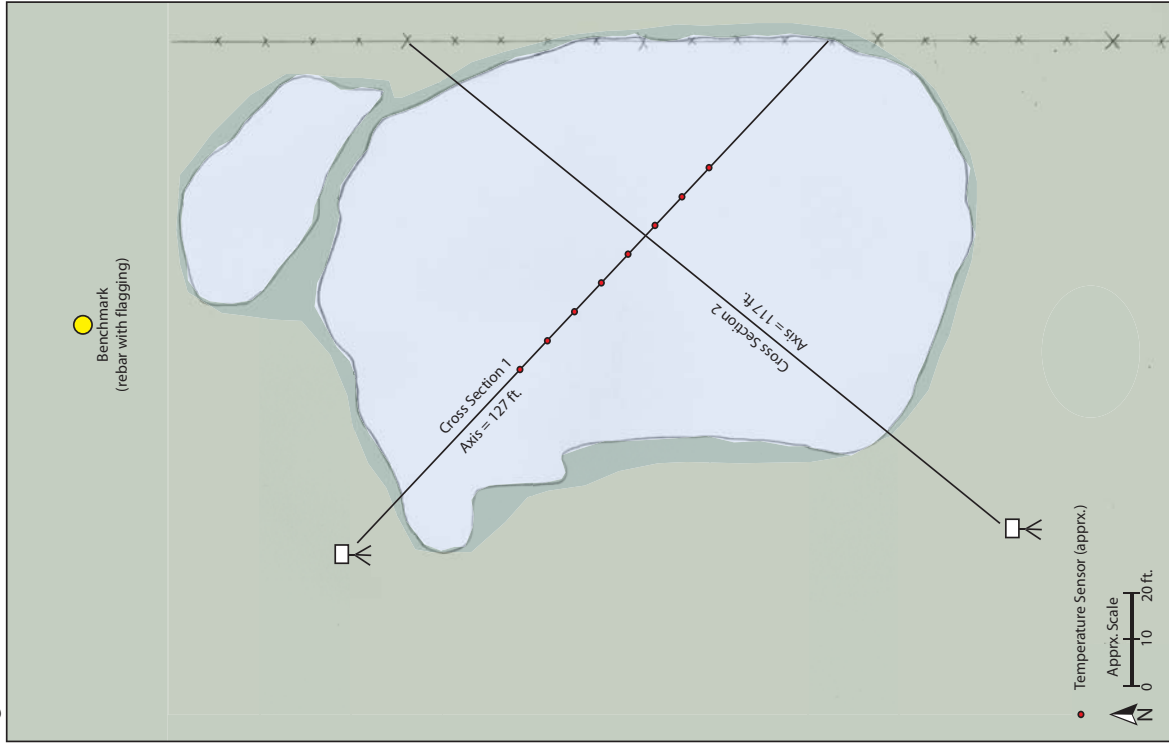 Benchmark
(rebar with flagging)
Cross Section 1
Axis = 127 ft.
Cross Section 2
Axis = 117 ft.
Temperature Sensor (apprx.)
Apprx. Scale
0 10 20 ft.
N